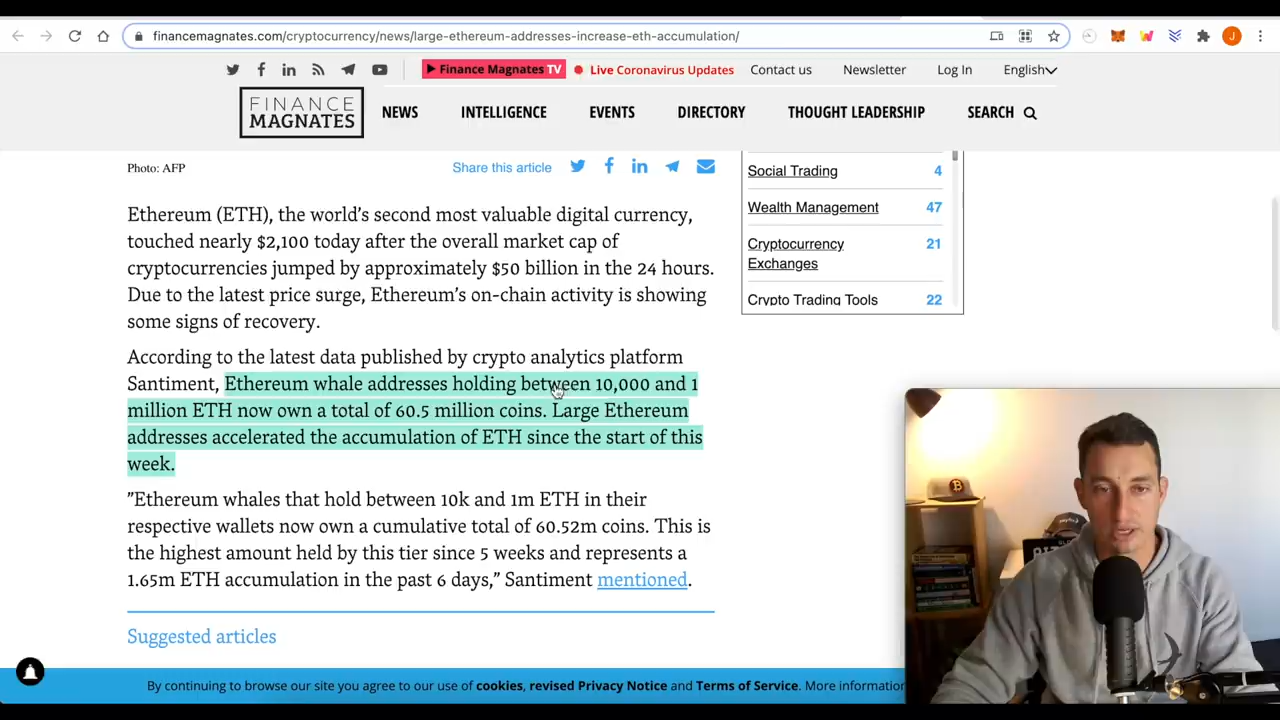 financemagnates.com/cryptocurrency/news/large-ethereum-addresses-increase-eth-accumulation/
J
Finance Magnates TV
Live Coronavirus Updates
Contact us
Newsletter
Log In
English
FINANCE
MAGNATES
NEWS
INTELLIGENCE
EVENTS
DIRECTORY
THOUGHT LEADERSHIP
SEARCH
Photo: AFP
Share this article
Ethereum (ETH), the world’s second most valuable digital currency,
touched nearly $2,100 today after the overall market cap of
cryptocurrencies jumped by approximately $50 billion in the 24 hours.
Due to the latest price surge, Ethereum’s on-chain activity is showing
some signs of recovery.
According to the latest data published by crypto analytics platform
Santiment, Ethereum whale addresses holding between 10,000 and 1
million ETH now own a total of 60.5 million coins. Large Ethereum
addresses accelerated the accumulation of ETH since the start of this
week.
”Ethereum whales that hold between 10k and 1m ETH in their
respective wallets now own a cumulative total of 60.52m coins. This is
the highest amount held by this tier since 5 weeks and represents a
1.65m ETH accumulation in the past 6 days,” Santiment mentioned.
Suggested articles
Social Trading 4
Wealth Management 47
Cryptocurrency 21
Exchanges
Crypto Trading Tools 22
By continuing to browse our site you agree to our use of cookies, revised Privacy Notice and Terms of Service. More information